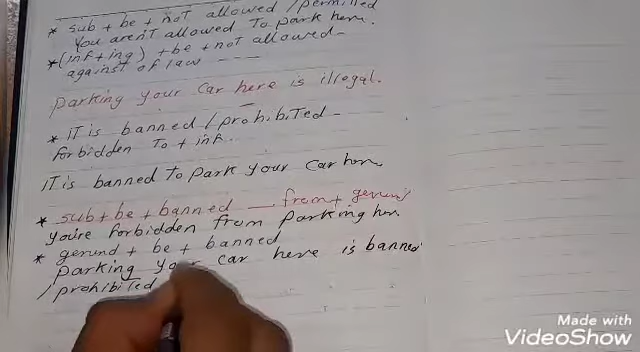 * sub + be + not allowed / permitted
You aren't allowed To park here.
* (inf + ing) + be + not allowed -
against of law - - -
parking your car here is illegal.
* IT is banned / prohibited -
forbidden To + inf..
IT is banned To park your car here
* sub + be + banned __ from + gerund
you're forbidden from parking here
* gerund + be + banned
parking your car here is banned
/ prohibited
Made with
VideoShow